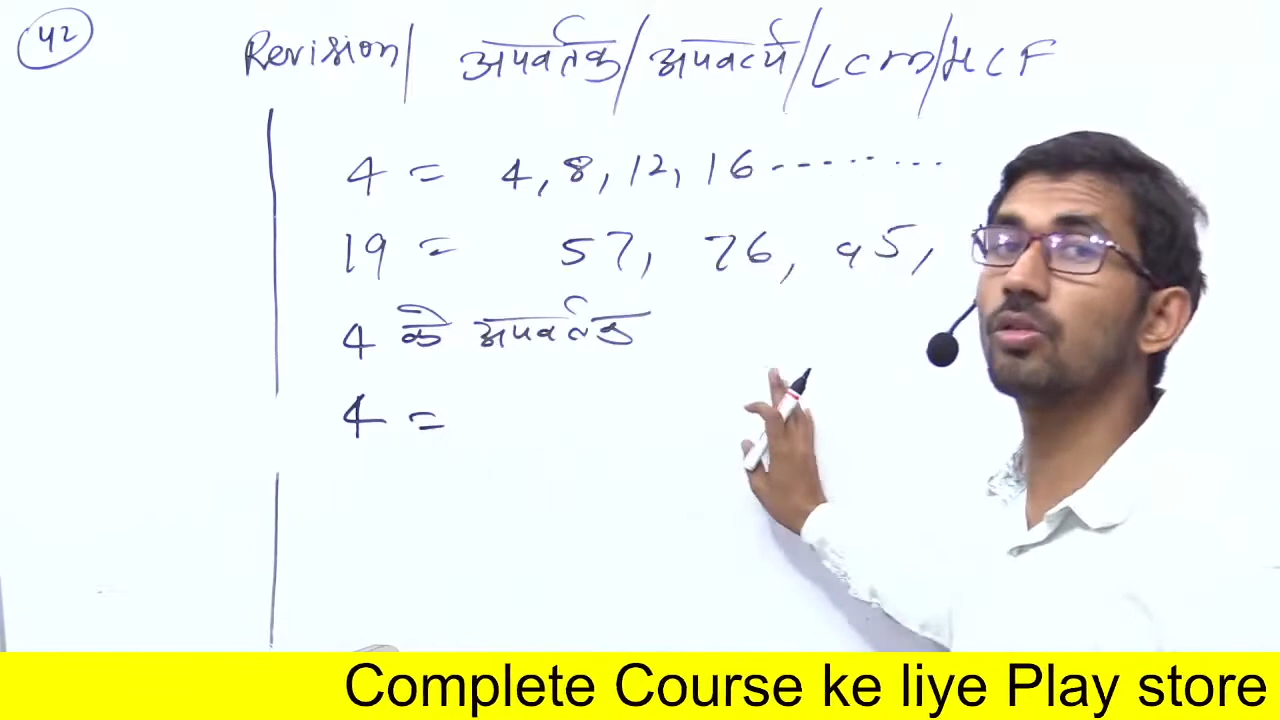 42
Revision / अपवर्तक / अपवर्त्य / LCM / HCF
4 = 4, 8, 12, 16 ---........
19 = 57, 76, 95,
4 के अपवर्तक
4 =
Complete Course ke liye Play store